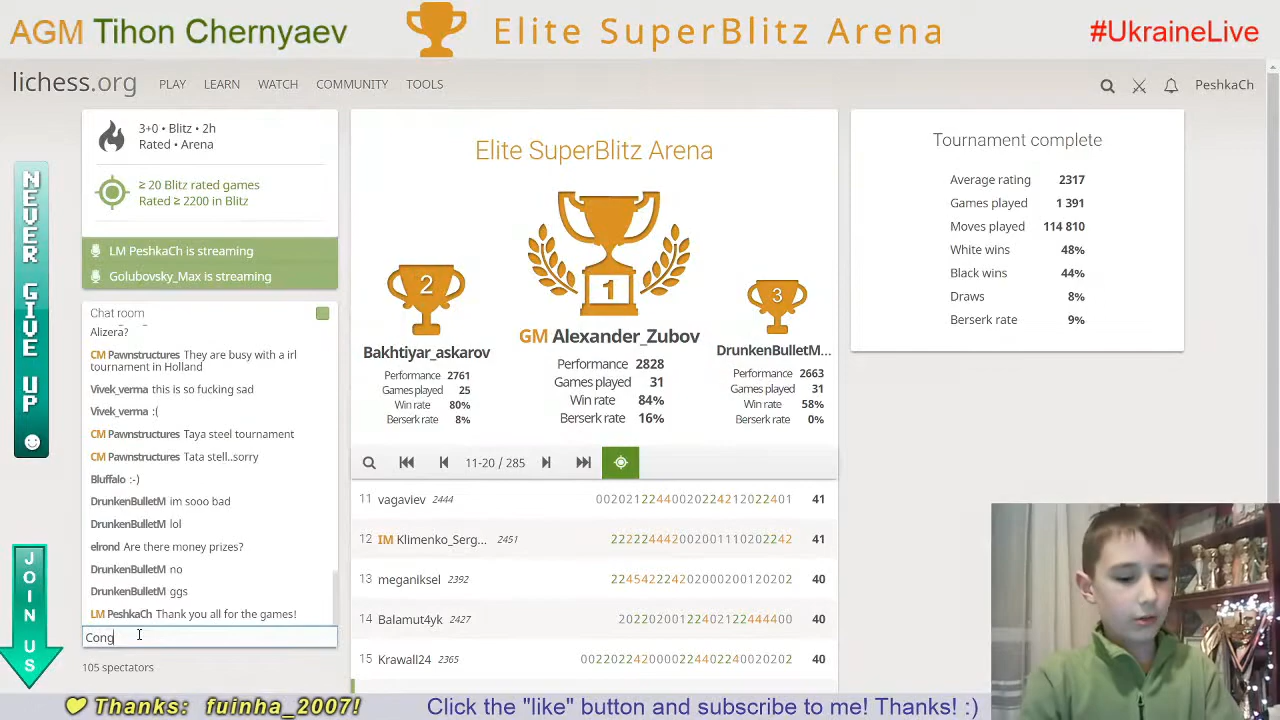 AGM Tihon Chernyaev
Elite SuperBlitz Arena
#UkraineLive
lichess.org
PLAY LEARN WATCH COMMUNITY TOOLS
PeshkaCh
3+0 • Blitz • 2h
Rated • Arena
≥ 20 Blitz rated games
Rated ≥ 2200 in Blitz
LM PeshkaCh is streaming
Golubovsky_Max is streaming
Chat room
Alizera?
CM Pawnstructures They are busy with a irl
tournament in Holland
Vivek_verma this is so fucking sad
Vivek_verma :(
CM Pawnstructures Taya steel tournament
CM Pawnstructures Tata stell..sorry
Bluffalo :-)
DrunkenBulletM im sooo bad
DrunkenBulletM lol
elrond Are there money prizes?
DrunkenBulletM no
DrunkenBulletM ggs
LM PeshkaCh Thank you all for the games!
Cong
105 spectators
NEVER GIVE UP
JOIN US
Elite SuperBlitz Arena
2
Bakhtiyar_askarov
Performance 2761
Games played 25
Win rate 80%
Berserk rate 8%
1
GM Alexander_Zubov
Performance 2828
Games played 31
Win rate 84%
Berserk rate 16%
3
DrunkenBulletM...
Performance 2663
Games played 31
Win rate 58%
Berserk rate 0%
11-20 / 285
11 vagaviev 2444 0020212244002022421202240​1 41
12 IM Klimenko_Serg... 2451 222224442002001110202242 41
13 meganiksel 2392 22454224202000200120202 40
14 Balamut4yk 2427 2022020122402024444400 40
15 Krawall24 2365 0022022420000224402240020202 40
Tournament complete
Average rating 2317
Games played 1 391
Moves played 114 810
White wins 48%
Black wins 44%
Draws 8%
Berserk rate 9%
Thanks: fuinha_2007!
Click the "like" button and subscribe to me! Thanks! :)